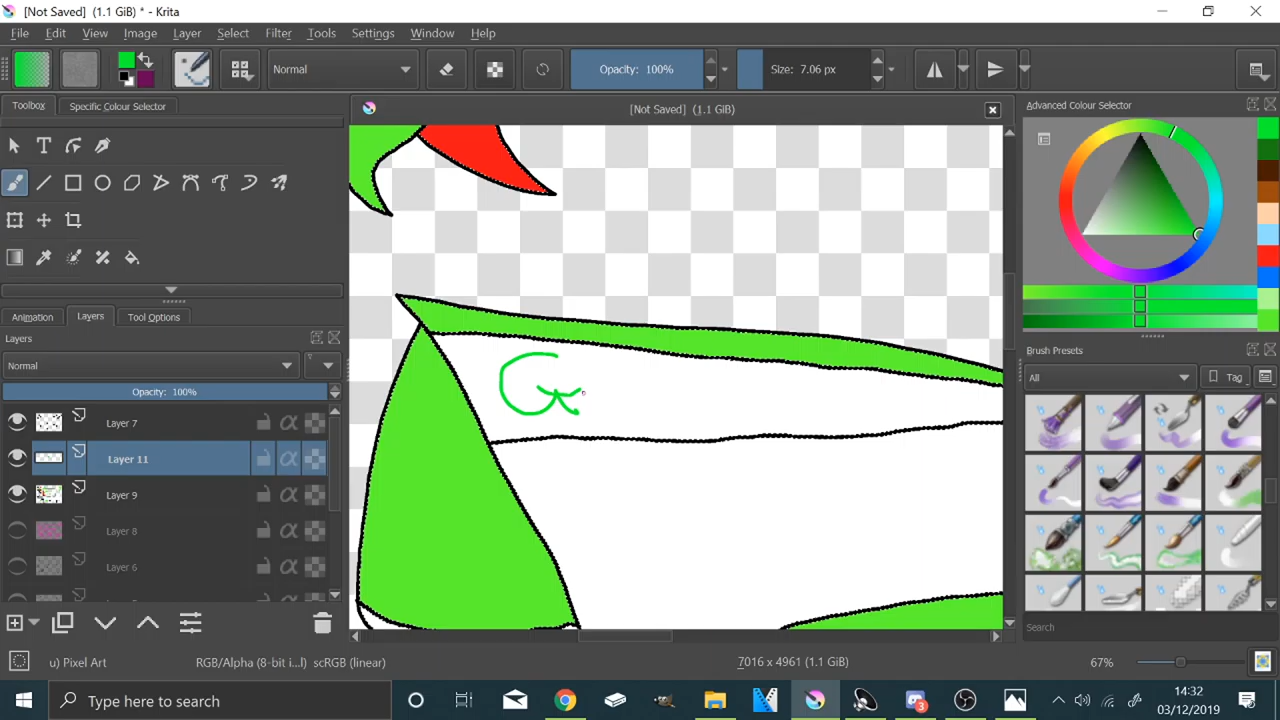 [Not Saved] (1.1 GiB) * - Krita
File Edit View Image Layer Select Filter Tools Settings Window Help
Normal Opacity: 100% Size: 7.06 px
Toolbox Specific Colour Selector
[Not Saved] (1.1 GiB)
Advanced Colour Selector
Animation Layers Tool Options
Layers
Normal
Opacity: 100%
Layer 7
Layer 11
Layer 9
Layer 8
Layer 6
G
Brush Presets
All Tag
Search
u) Pixel Art RGB/Alpha (8-bit i...l) scRGB (linear) 7016 x 4961 (1.1 GiB) 67%
Type here to search
3
14:32
03/12/2019